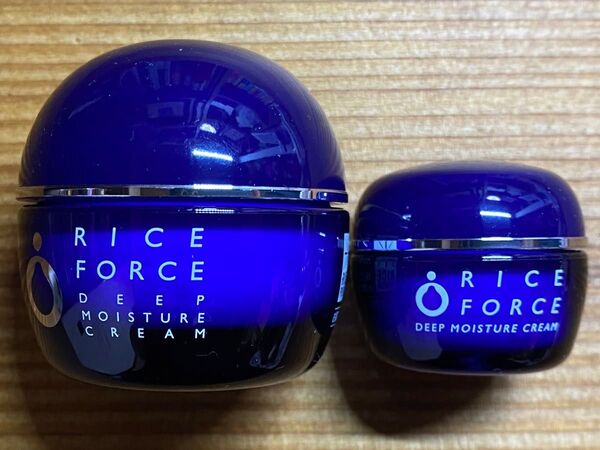 RICE
FORCE
DEEP
MOISTURE
CREAM
RICE
FORCE
DEEP MOISTURE CREAM